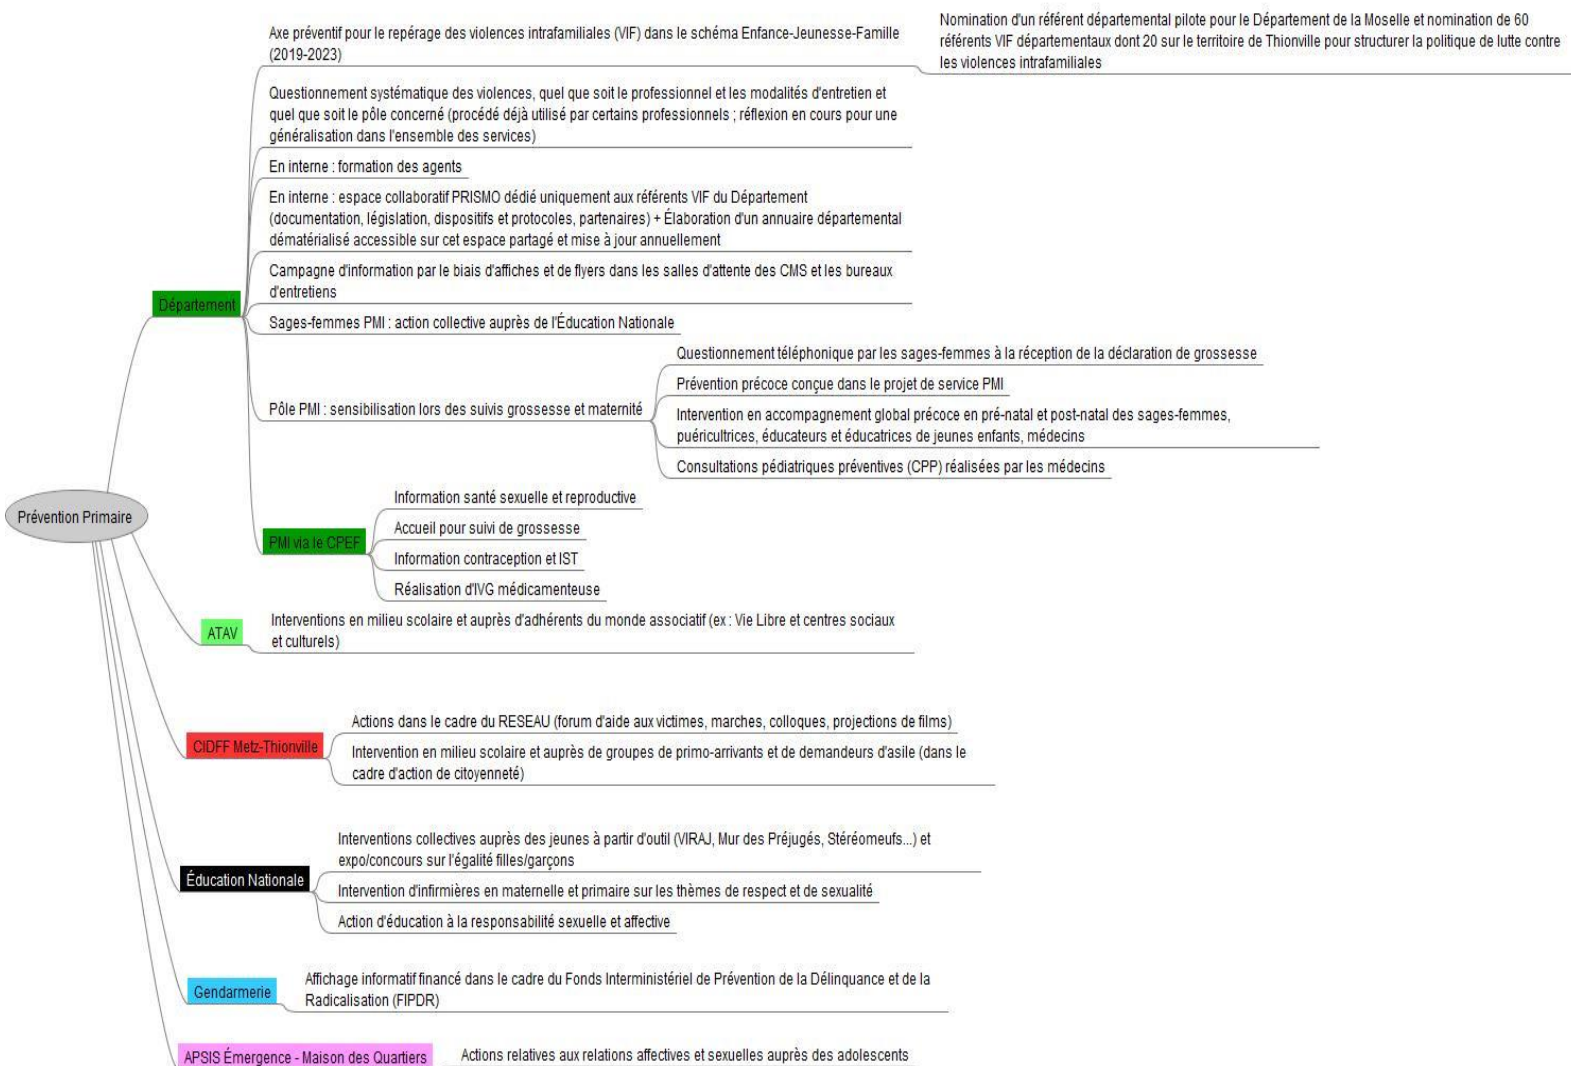 Prévention Primaire
Département
Axe préventif pour le repérage des violences intrafamiliales (VIF) dans le schéma Enfance-Jeunesse-Famille
(2019-2023)
Nomination d'un référent départemental pilote pour le Département de la Moselle et nomination de 60
référents VIF départementaux dont 20 sur le territoire de Thionville pour structurer la politique de lutte contre
les violences intrafamiliales
Questionnement systématique des violences, quel que soit le professionnel et les modalités d'entretien et
quel que soit le pôle concerné (procédé déjà utilisé par certains professionnels ; réflexion en cours pour une
généralisation dans l'ensemble des services)
En interne : formation des agents
En interne : espace collaboratif PRISMO dédié uniquement aux référents VIF du Département
(documentation, législation, dispositifs et protocoles, partenaires) + Élaboration d'un annuaire départemental
dématérialisé accessible sur cet espace partagé et mise à jour annuellement
Campagne d'information par le biais d'affiches et de flyers dans les salles d'attente des CMS et les bureaux
d'entretiens
Sages-femmes PMI : action collective auprès de l'Éducation Nationale
Pôle PMI : sensibilisation lors des suivis grossesse et maternité
Questionnement téléphonique par les sages-femmes à la réception de la déclaration de grossesse
Prévention précoce conçue dans le projet de service PMI
Intervention en accompagnement global précoce en pré-natal et post-natal des sages-femmes,
puéricultrices, éducateurs et éducatrices de jeunes enfants, médecins
Consultations pédiatriques préventives (CPP) réalisées par les médecins
PMI via le CPEF
Information santé sexuelle et reproductive
Accueil pour suivi de grossesse
Information contraception et IST
Réalisation d'IVG médicamenteuse
ATAV
Interventions en milieu scolaire et auprès d'adhérents du monde associatif (ex : Vie Libre et centres sociaux
et culturels)
CIDFF Metz-Thionville
Actions dans le cadre du RESEAU (forum d'aide aux victimes, marches, colloques, projections de films)
Intervention en milieu scolaire et auprès de groupes de primo-arrivants et de demandeurs d'asile (dans le
cadre d'action de citoyenneté)
Éducation Nationale
Interventions collectives auprès des jeunes à partir d'outil (VIRAJ, Mur des Préjugés, Stéréomeufs...) et
expo/concours sur l'égalité filles/garçons
Intervention d'infirmières en maternelle et primaire sur les thèmes de respect et de sexualité
Action d'éducation à la responsabilité sexuelle et affective
Gendarmerie
Affichage informatif financé dans le cadre du Fonds Interministériel de Prévention de la Délinquance et de la
Radicalisation (FIPDR)
APSIS Émergence - Maison des Quartiers
Actions relatives aux relations affectives et sexuelles auprès des adolescents